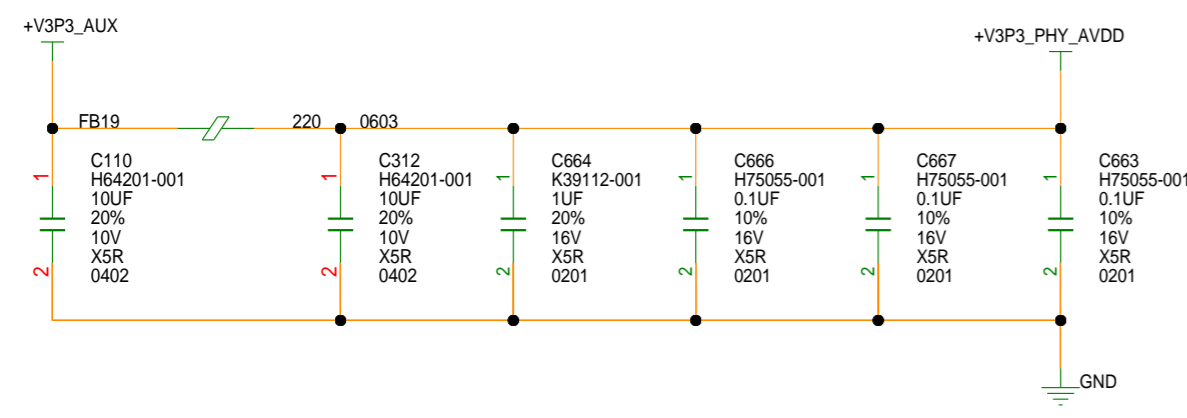 +V3P3_AUX
+V3P3_PHY_AVDD
FB19
220
0603
1
C110
H64201-001
10UF
20%
10V
X5R
0402
2
1
C312
H64201-001
10UF
20%
10V
X5R
0402
2
1
C664
K39112-001
1UF
20%
16V
X5R
0201
2
1
C666
H75055-001
0.1UF
10%
16V
X5R
0201
2
1
C667
H75055-001
0.1UF
10%
16V
X5R
0201
2
1
C663
H75055-001
0.1UF
10%
16V
X5R
0201
2
GND